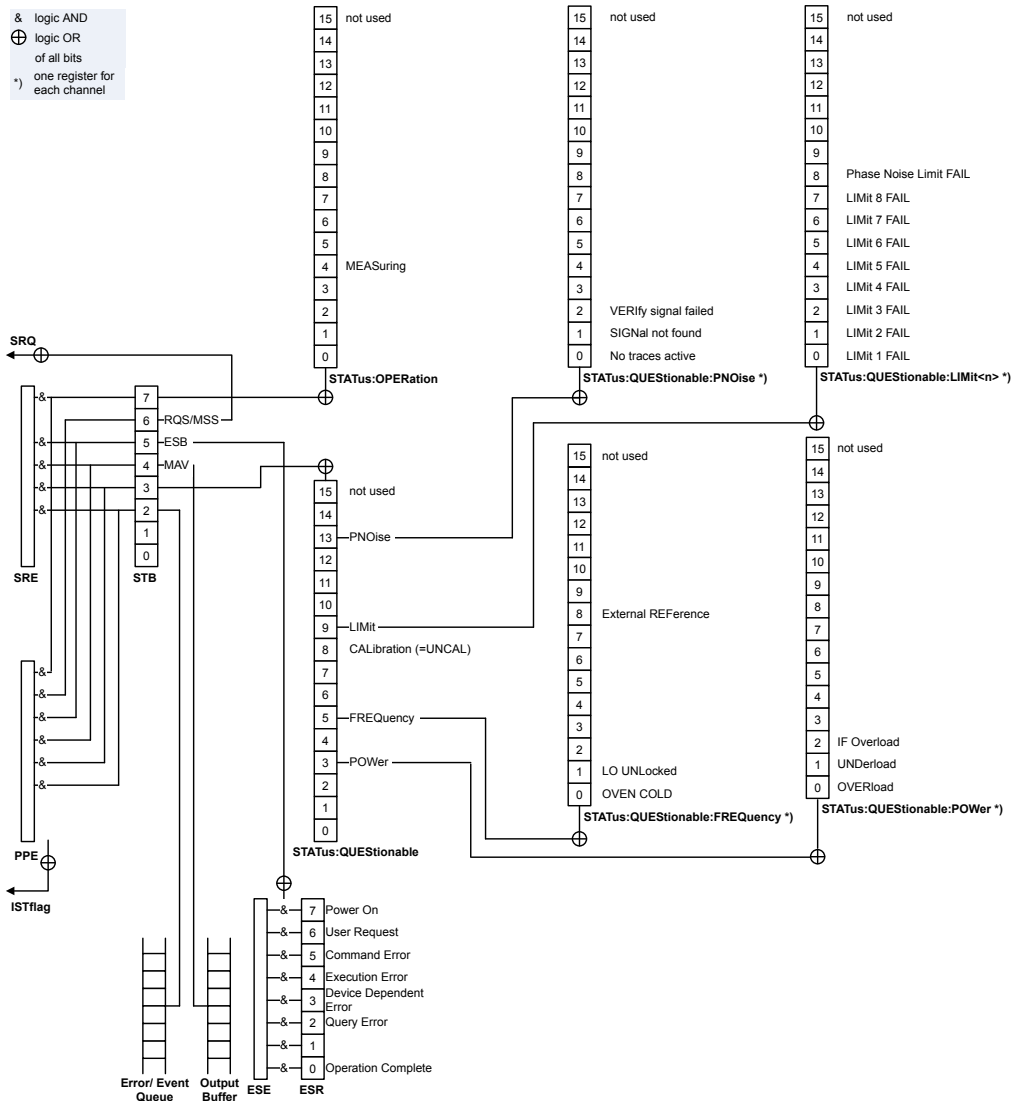 & logic AND
logic OR
of all bits
*) one register for
each channel
15 not used
14
13
12
11
10
9
8
7
6
5
4 MEASuring
3
2
1
0
STATus:OPERation
15 not used
14
13
12
11
10
9
8
7
6
5
4
3
2 VERIfy signal failed
1 SIGNal not found
0 No traces active
STATus:QUEStionable:PNOise *)
15 not used
14
13
12
11
10
9
8 Phase Noise Limit FAIL
7 LIMit 8 FAIL
6 LIMit 7 FAIL
5 LIMit 6 FAIL
4 LIMit 5 FAIL
3 LIMit 4 FAIL
2 LIMit 3 FAIL
1 LIMit 2 FAIL
0 LIMit 1 FAIL
STATus:QUEStionable:LIMit<n> *)
SRQ
&
&
&
&
&
SRE
7
6 RQS/MSS
5 ESB
4 MAV
3
2
1
0
STB
&
&
&
&
&
&
PPE
ISTflag
15 not used
14
13 PNOise
12
11
10
9 LIMit
8 CALibration (=UNCAL)
7
6
5 FREQuency
4
3 POWer
2
1
0
STATus:QUEStionable
15 not used
14
13
12
11
10
9
8 External REFerence
7
6
5
4
3
2
1 LO UNLocked
0 OVEN COLD
STATus:QUEStionable:FREQuency *)
15 not used
14
13
12
11
10
9
8
7
6
5
4
3
2 IF Overload
1 UNDerload
0 OVERload
STATus:QUEStionable:POWer *)
& 7 Power On
& 6 User Request
& 5 Command Error
& 4 Execution Error
& 3 Device Dependent
Error
& 2 Query Error
& 1
& 0 Operation Complete
ESE
ESR
Error/ Event
Queue
Output
Buffer